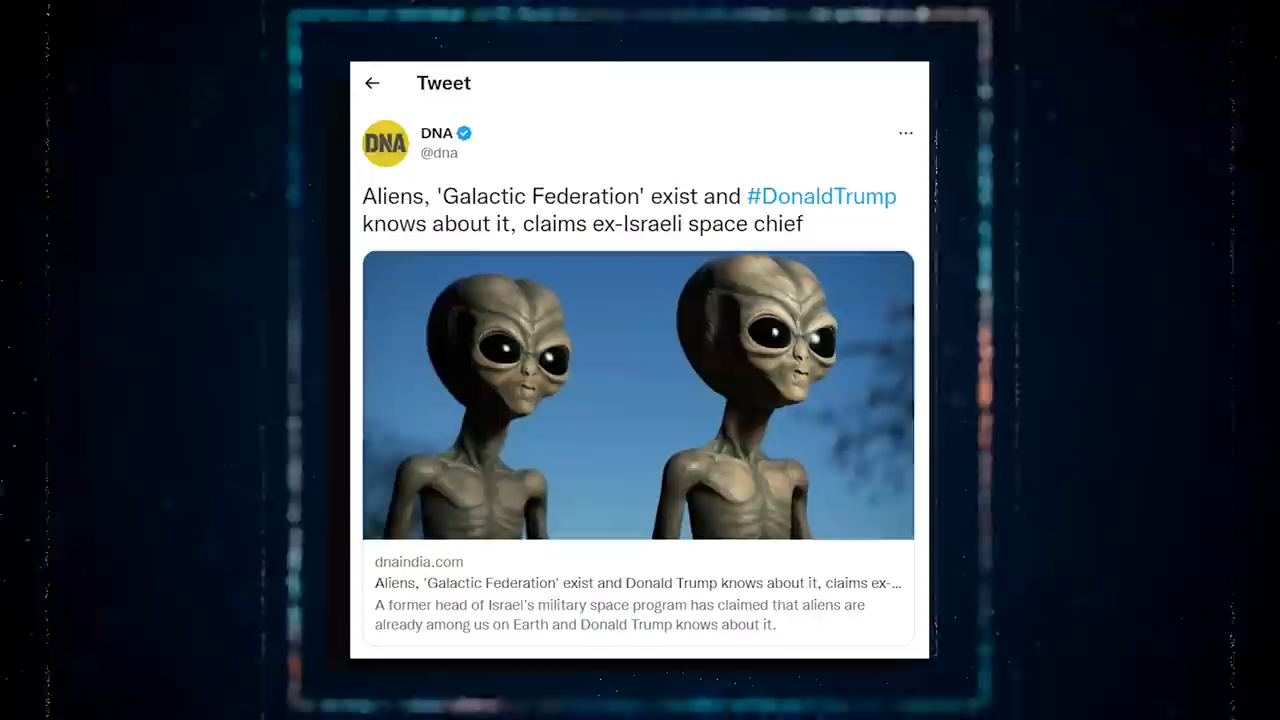 Tweet
DNA
DNA
@dna
Aliens, 'Galactic Federation' exist and #DonaldTrump
knows about it, claims ex-Israeli space chief
dnaindia.com
Aliens, 'Galactic Federation' exist and Donald Trump knows about it, claims ex-...
A former head of Israel's military space program has claimed that aliens are
already among us on Earth and Donald Trump knows about it.